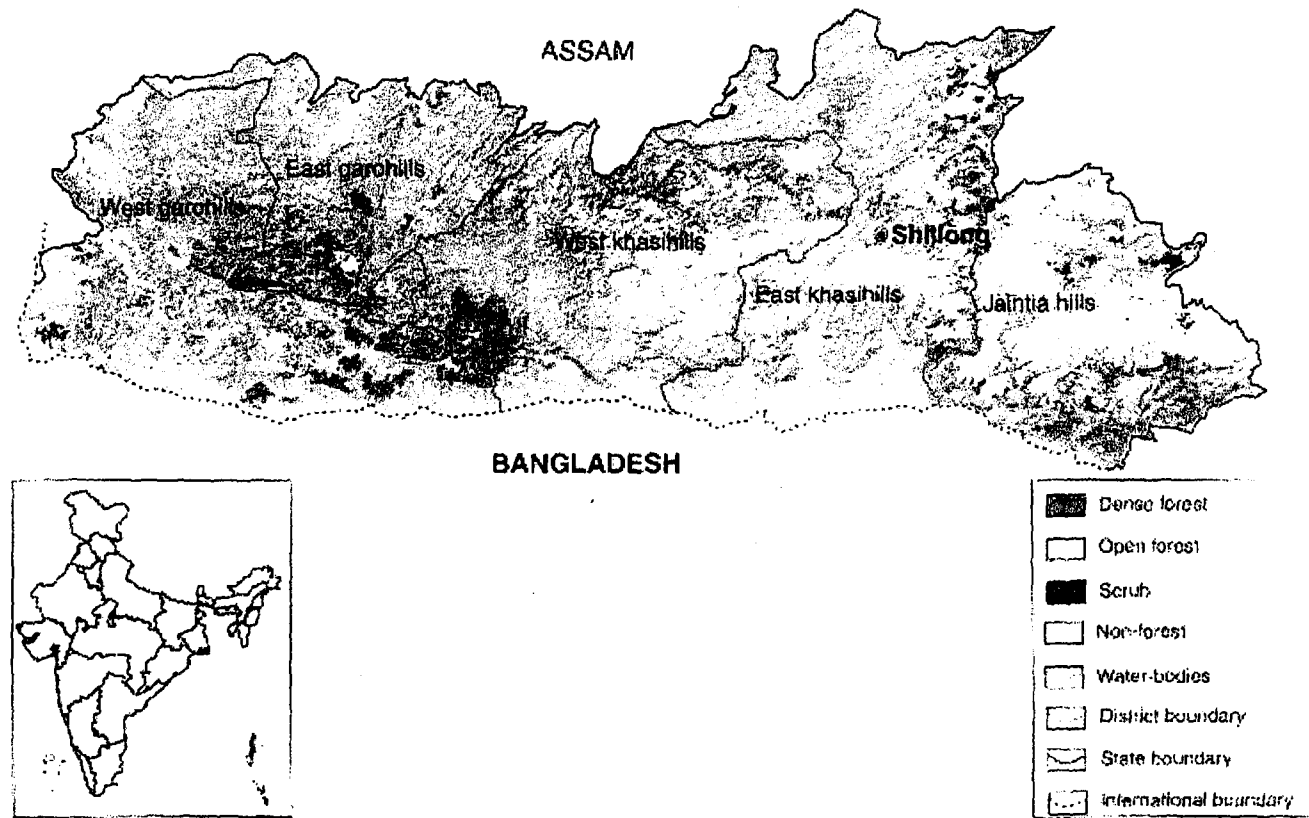 ASSAM
East garohills
West garohills
West khasihills
Shillong
East khasihills
Jaintia hills
BANGLADESH
Dense forest
Open forest
Scrub
Non-forest
Water-bodies
District boundary
State boundary
International boundary